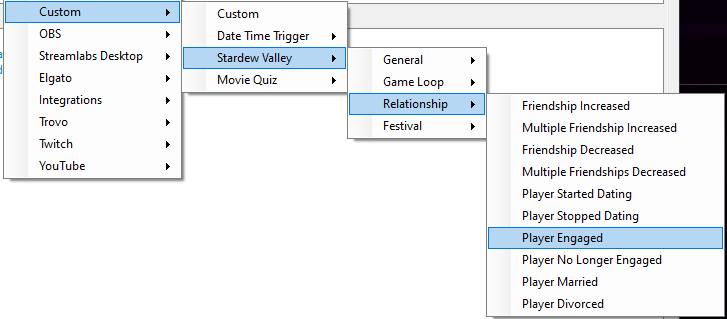 Custom
OBS
Streamlabs Desktop
Elgato
Integrations
Trovo
Twitch
YouTube
Custom
Date Time Trigger
Stardew Valley
Movie Quiz
General
Game Loop
Relationship
Festival
Friendship Increased
Multiple Friendship Increased
Friendship Decreased
Multiple Friendships Decreased
Player Started Dating
Player Stopped Dating
Player Engaged
Player No Longer Engaged
Player Married
Player Divorced